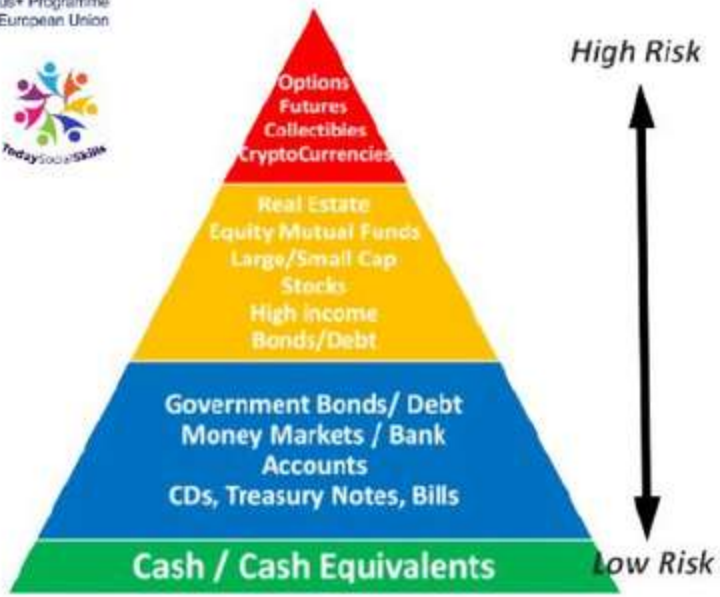 Programme
European Union
TodaySocialSkills
High Risk
Options
Futures
Collectibles
CryptoCurrencies
Real Estate
Equity Mutual Funds
Large/Small Cap
Stocks
High income
Bonds/Debt
Government Bonds/ Debt
Money Markets / Bank
Accounts
CDs, Treasury Notes, Bills
Cash / Cash Equivalents
Low Risk